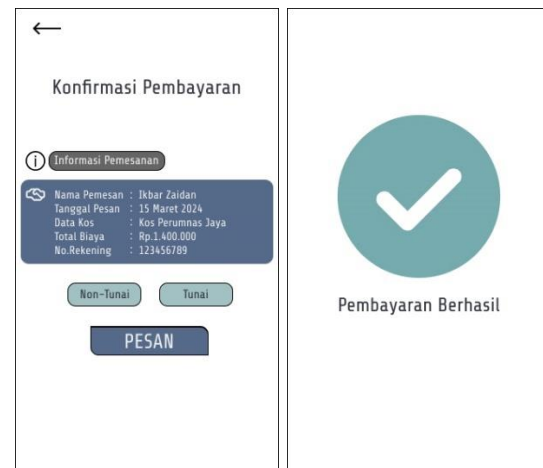 Konfirmasi Pembayaran
Informasi Pemesanan
Nama Pemesan : Ikbar Zaidan
Tanggal Pesan : 15 Maret 2024
Data Kos : Kos Perumnas Jaya
Total Biaya : Rp.1.400.000
No.Rekening : 123456789
Non-Tunai Tunai
PESAN
Pembayaran Berhasil